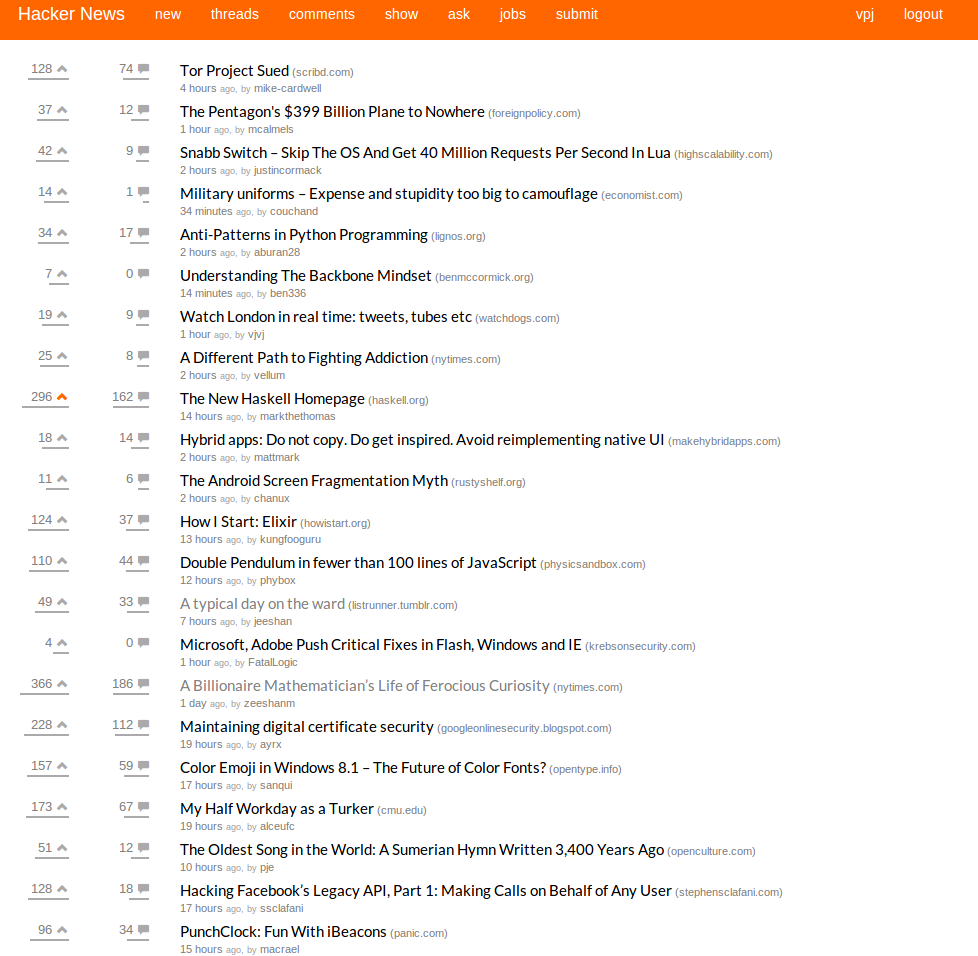 Hacker News new threads comments show ask jobs submit vpj logout
128 74 Tor Project Sued (scribd.com)
4 hours ago, by mike-cardwell
37 12 The Pentagon's $399 Billion Plane to Nowhere (foreignpolicy.com)
1 hour ago, by mcalmels
42 9 Snabb Switch – Skip The OS And Get 40 Million Requests Per Second In Lua (highscalability.com)
2 hours ago, by justincormack
14 1 Military uniforms – Expense and stupidity too big to camouflage (economist.com)
34 minutes ago, by couchand
34 17 Anti-Patterns in Python Programming (lignos.org)
2 hours ago, by aburan28
7 0 Understanding The Backbone Mindset (benmccormick.org)
14 minutes ago, by ben336
19 9 Watch London in real time: tweets, tubes etc (watchdogs.com)
1 hour ago, by vjvj
25 8 A Different Path to Fighting Addiction (nytimes.com)
2 hours ago, by vellum
296 162 The New Haskell Homepage (haskell.org)
14 hours ago, by markthethomas
18 14 Hybrid apps: Do not copy. Do get inspired. Avoid reimplementing native UI (makehybridapps.com)
2 hours ago, by mattmark
11 6 The Android Screen Fragmentation Myth (rustyshelf.org)
2 hours ago, by chanux
124 37 How I Start: Elixir (howistart.org)
13 hours ago, by kungfooguru
110 44 Double Pendulum in fewer than 100 lines of JavaScript (physicsandbox.com)
12 hours ago, by phybox
49 33 A typical day on the ward (listrunner.tumblr.com)
7 hours ago, by jeeshan
4 0 Microsoft, Adobe Push Critical Fixes in Flash, Windows and IE (krebsonsecurity.com)
1 hour ago, by FatalLogic
366 186 A Billionaire Mathematician’s Life of Ferocious Curiosity (nytimes.com)
1 day ago, by zeeshanm
228 112 Maintaining digital certificate security (googleonlinesecurity.blogspot.com)
19 hours ago, by ayrx
157 59 Color Emoji in Windows 8.1 – The Future of Color Fonts? (opentype.info)
17 hours ago, by sanqui
173 67 My Half Workday as a Turker (cmu.edu)
19 hours ago, by alceufc
51 12 The Oldest Song in the World: A Sumerian Hymn Written 3,400 Years Ago (openculture.com)
10 hours ago, by pje
128 18 Hacking Facebook’s Legacy API, Part 1: Making Calls on Behalf of Any User (stephensclafani.com)
17 hours ago, by ssclafani
96 34 PunchClock: Fun With iBeacons (panic.com)
15 hours ago, by macrael